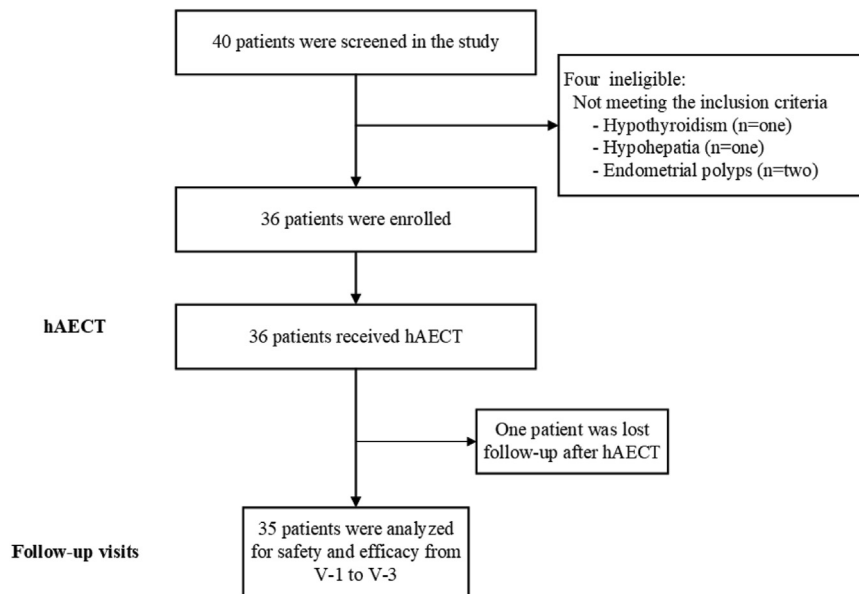 40 patients were screened in the study
Four ineligible:
Not meeting the inclusion criteria
- Hypothyroidism (n=one)
- Hypohepatia (n=one)
- Endometrial polyps (n=two)
36 patients were enrolled
hAECT
36 patients received hAECT
One patient was lost
follow-up after hAECT
Follow-up visits
35 patients were analyzed
for safety and efficacy from
V-1 to V-3